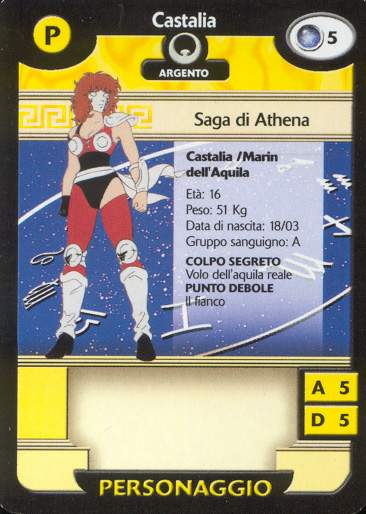 Castalia
P
5
ARGENTO
Saga di Athena
Castalia /Marin
dell'Aquila
Età: 16
Peso: 51 Kg
Data di nascita: 18/03
Gruppo sanguigno: A
COLPO SEGRETO
Volo dell'aquila reale
PUNTO DEBOLE
Il fianco
A 5
D 5
PERSONAGGIO